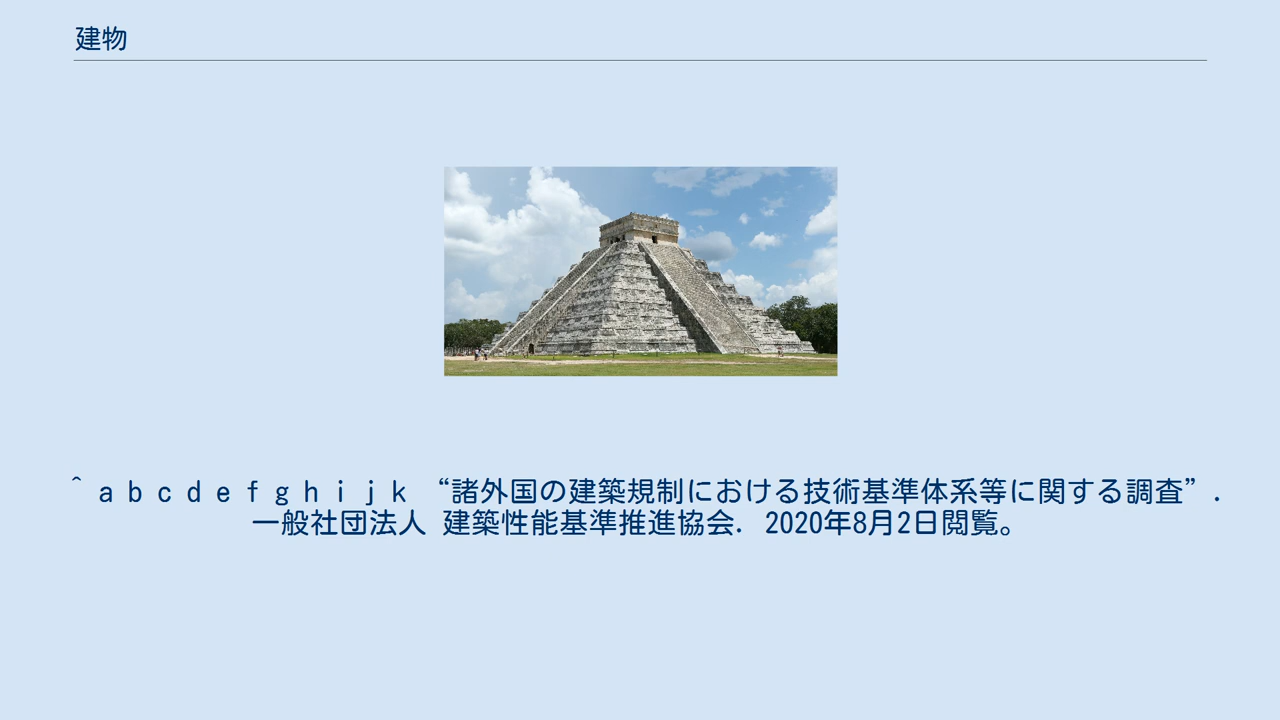 建物
^ a b c d e f g h i j k “諸外国の建築規制における技術基準体系等に関する調査”.
一般社団法人 建築性能基準推進協会. 2020年8月2日閲覧。